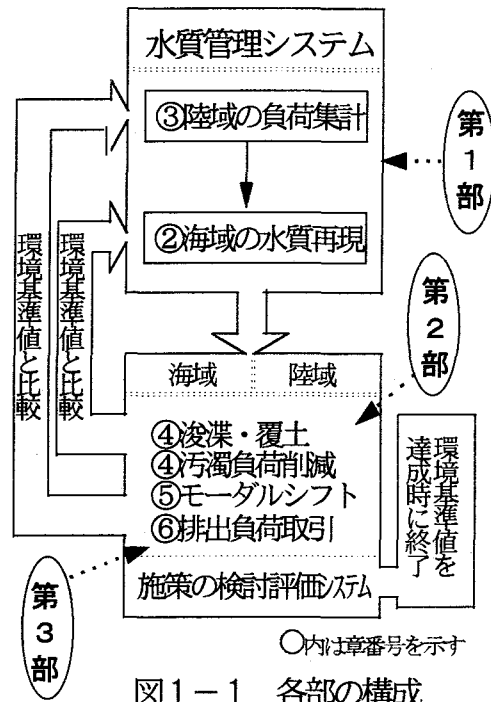 水質管理システム
③陸域の負荷集計
②海域の水質再現
第1部
環境基準値と比較
環境基準値と比較
第2部
海域
陸域
④浚渫・覆土
④汚濁負荷削減
⑤モーダルシフト
⑥排出負荷取引
環境基準値を
達成時に終了
施策の検討評価システム
第3部
○内は章番号を示す
図1-1 各部の構成